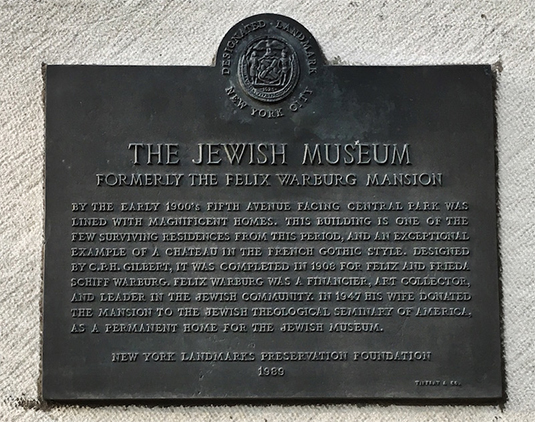 DESIGNATED LANDMARK
NEW YORK CITY
THE JEWISH MUSEUM
FORMERLY THE FELIX WARBURG MANSION
BY THE EARLY 1900's FIFTH AVENUE FACING CENTRAL PARK WAS
LINED WITH MAGNIFICENT HOMES. THIS BUILDING IS ONE OF THE
FEW SURVIVING RESIDENCES FROM THIS PERIOD, AND AN EXCEPTIONAL
EXAMPLE OF A CHATEAU IN THE FRENCH GOTHIC STYLE. DESIGNED
BY C.P.H. GILBERT, IT WAS COMPLETED IN 1908 FOR FELIX AND FRIEDA
SCHIFF WARBURG. FELIX WARBURG WAS A FINANCIER, ART COLLECTOR,
AND LEADER IN THE JEWISH COMMUNITY. IN 1947 HIS WIFE DONATED
THE MANSION TO THE JEWISH THEOLOGICAL SEMINARY OF AMERICA,
AS A PERMANENT HOME FOR THE JEWISH MUSEUM.
NEW YORK LANDMARKS PRESERVATION FOUNDATION
1989
TIFFANY & CO.